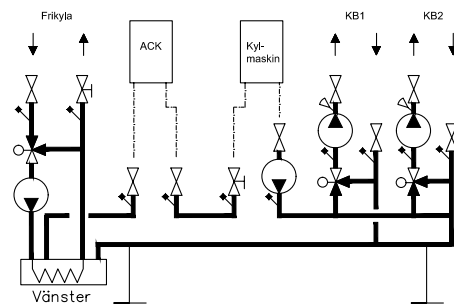 Frikyla
ACK
Kyl-
maskin
KB1
KB2
Vänster